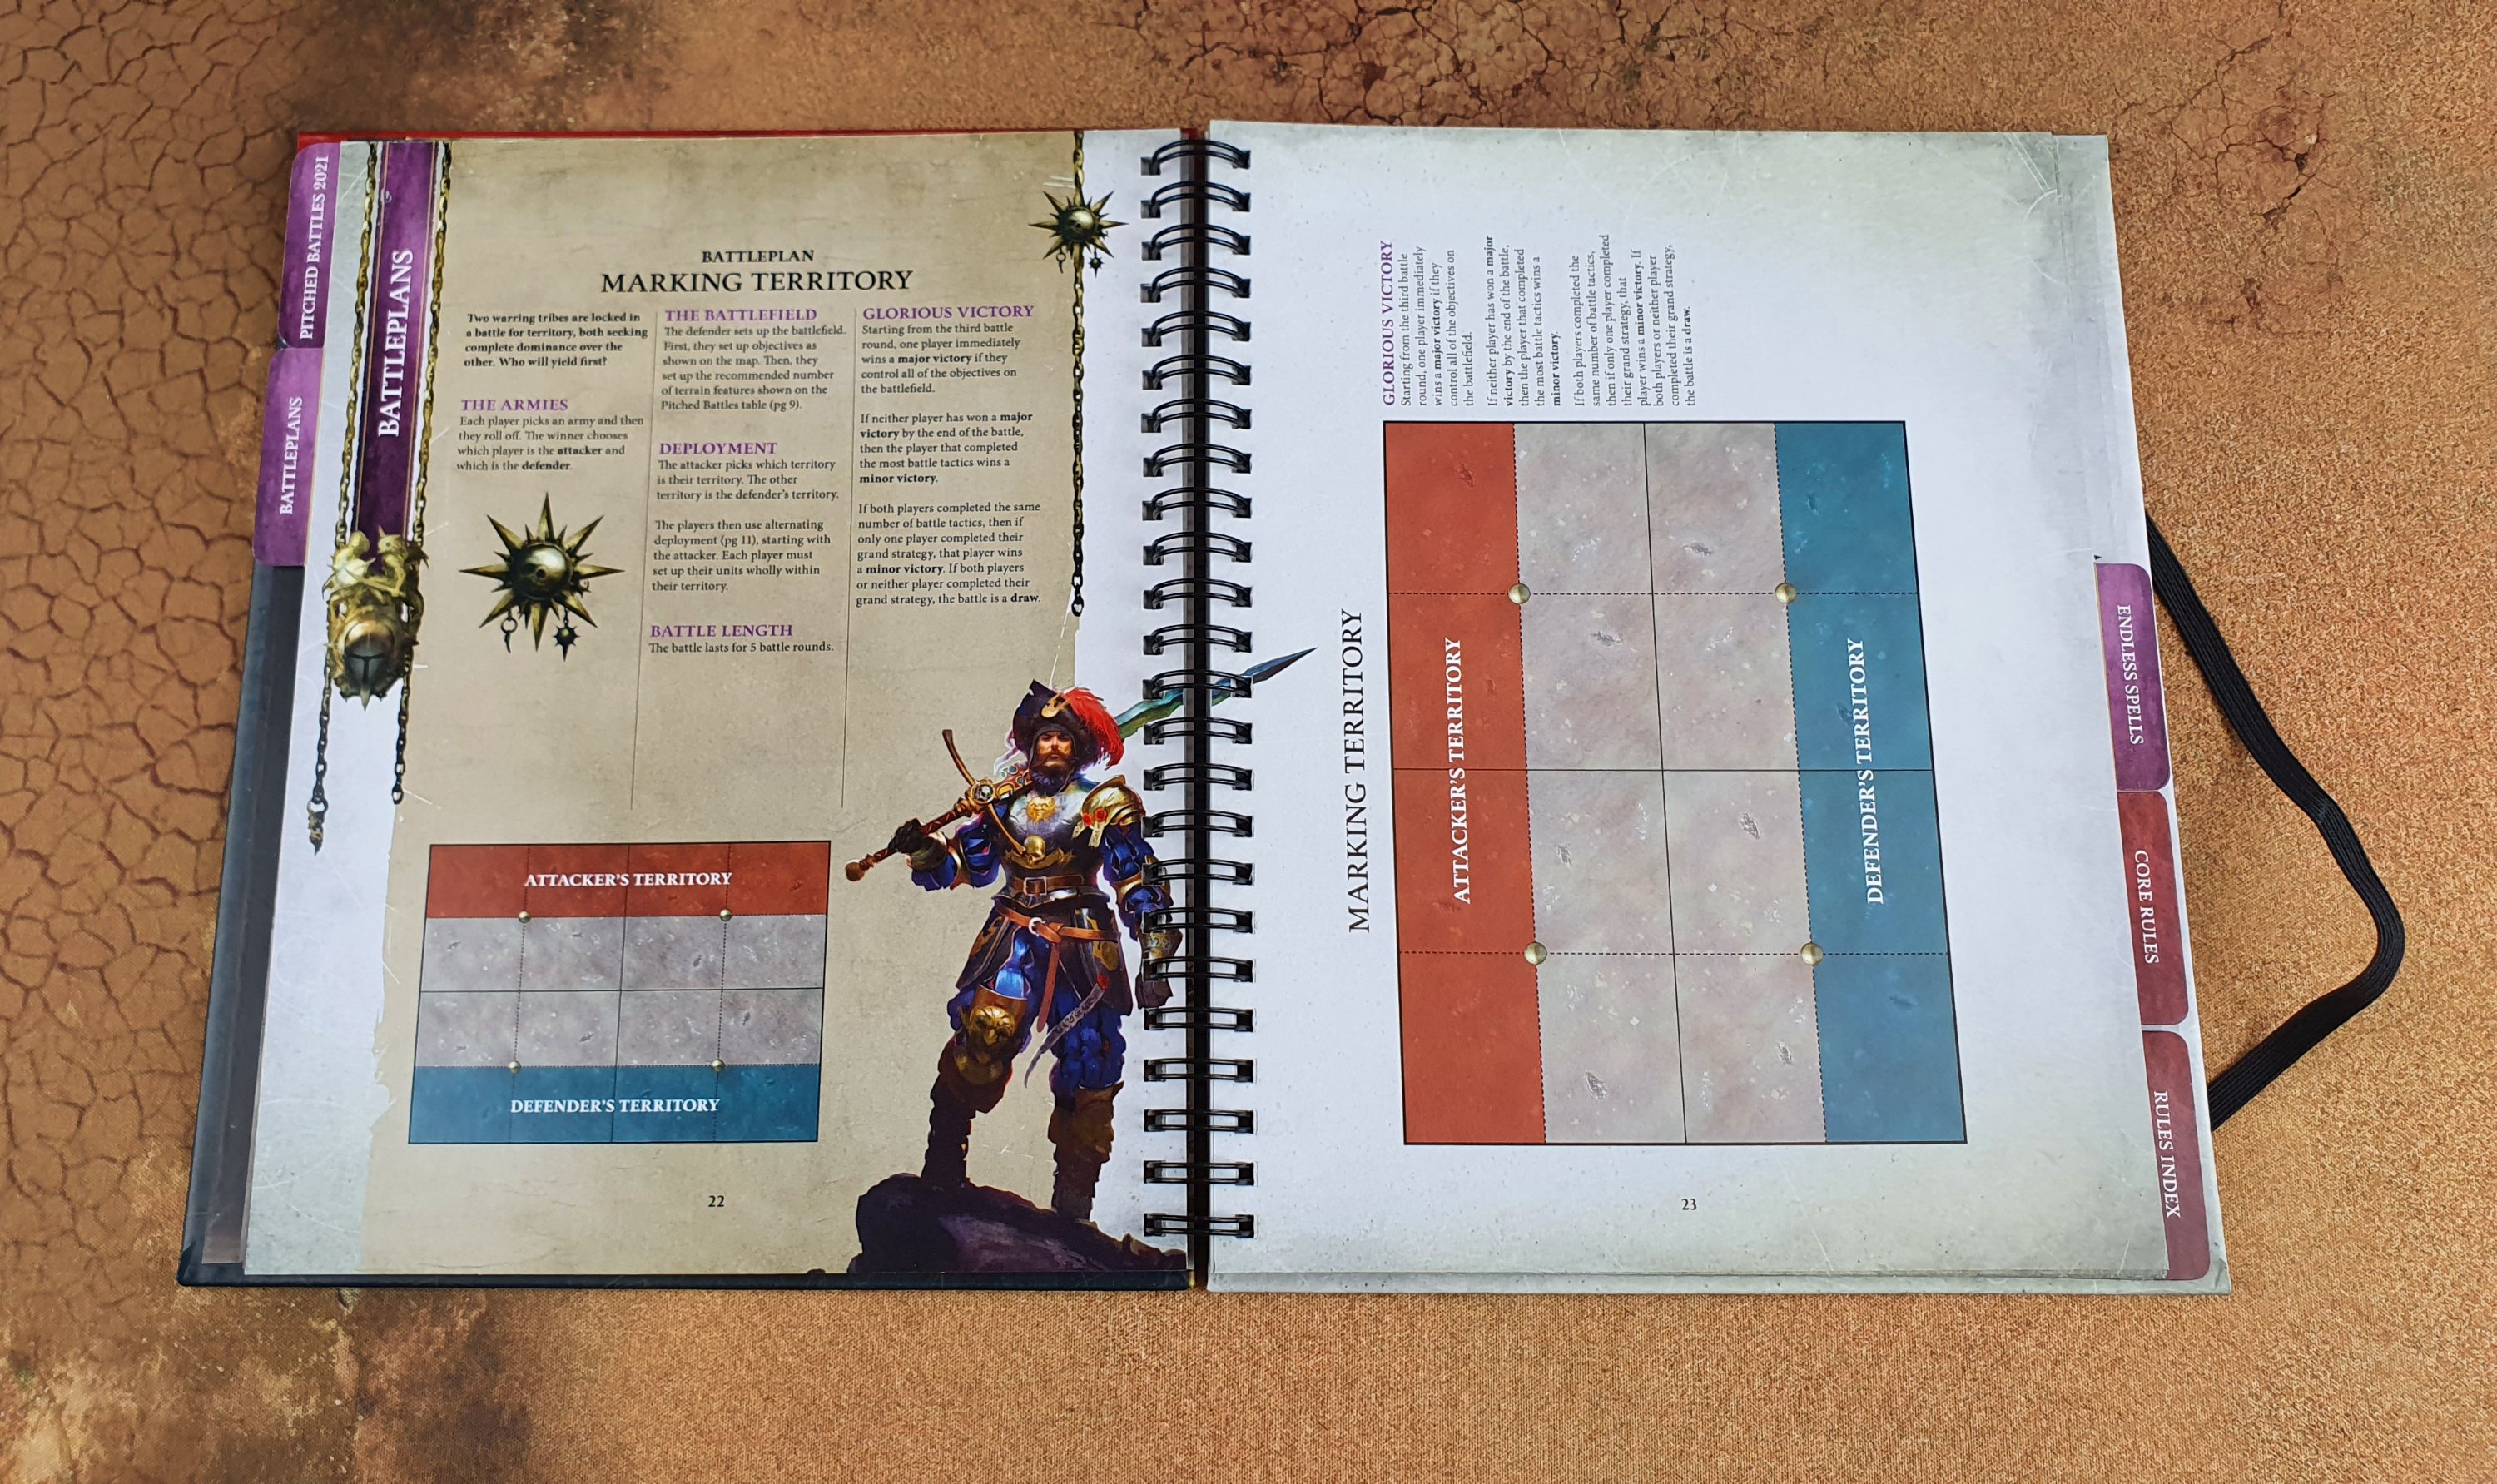 PITCHED BATTLES 2021
BATTLEPLANS
BATTLEPLANS
BATTLEPLAN
MARKING TERRITORY
Two warring tribes are locked in
a battle for territory, both seeking
complete dominance over the
other. Who will yield first?
THE ARMIES
Each player picks an army and then
they roll off. The winner chooses
which player is the attacker and
which is the defender.
THE BATTLEFIELD
The defender sets up the battlefield.
First, they set up objectives as
shown on the map. Then, they
set up the recommended number
of terrain features shown on the
Pitched Battles table (pg 9).
DEPLOYMENT
The attacker picks which territory
is their territory. The other
territory is the defender's territory.
The players then use alternating
deployment (pg 11), starting with
the attacker. Each player must
set up their units wholly within
their territory.
BATTLE LENGTH
The battle lasts for 5 battle rounds.
GLORIOUS VICTORY
Starting from the third battle
round, one player immediately
wins a major victory if they
control all of the objectives on
the battlefield.
If neither player has won a major
victory by the end of the battle,
then the player that completed
the most battle tactics wins a
minor victory.
If both players completed the same
number of battle tactics, then if
only one player completed their
grand strategy, that player wins
a minor victory. If both players
or neither player completed their
grand strategy, the battle is a draw.
ATTACKER'S TERRITORY
DEFENDER'S TERRITORY
22
MARKING TERRITORY
ATTACKER'S TERRITORY
DEFENDER'S TERRITORY
GLORIOUS VICTORY
Starting from the third battle
round, one player immediately
wins a major victory if they
control all of the objectives on
the battlefield.
If neither player has won a major
victory by the end of the battle,
then the player that completed
the most battle tactics wins a
minor victory.
If both players completed the
same number of battle tactics,
then if only one player completed
their grand strategy, that
player wins a minor victory. If
both players or neither player
completed their grand strategy,
the battle is a draw.
23
ENDLESS SPELLS
CORE RULES
RULES INDEX